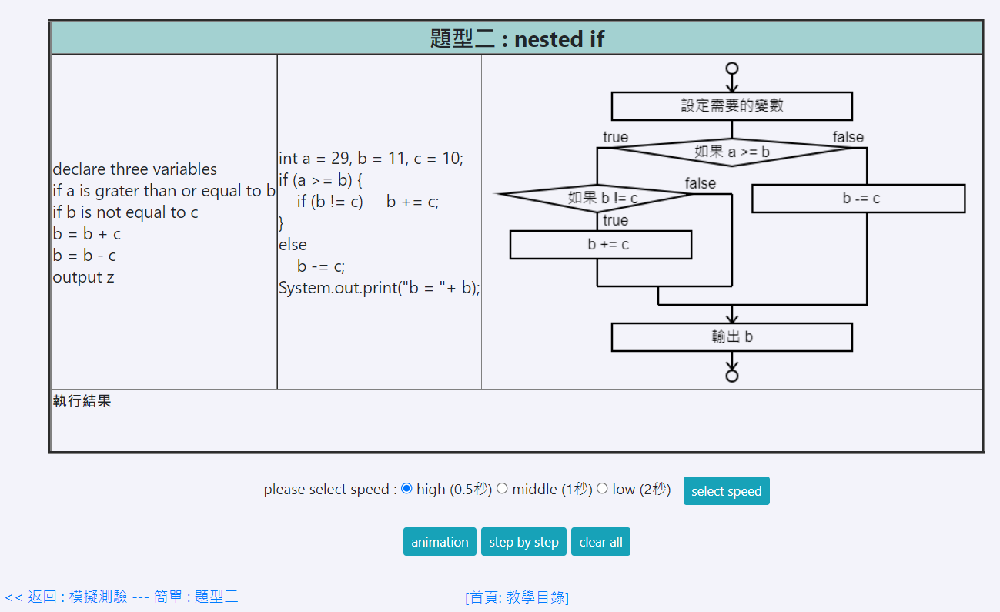 題型二 : nested if
declare three variables
if a is grater than or equal to b
if b is not equal to c
b = b + c
b = b - c
output z
int a = 29, b = 11, c = 10;
if (a >= b) {
if (b != c) b += c;
}
else
b -= c;
System.out.print("b = "+ b);
設定需要的變數
true
false
如果 a >= b
false
如果 b != c
b -= c
true
b += c
輸出 b
執行結果
please select speed : high (0.5秒) middle (1秒) low (2秒) select speed
animation step by step clear all
<< 返回 : 模擬測驗 --- 簡單 : 題型二
[首頁: 教學目錄]